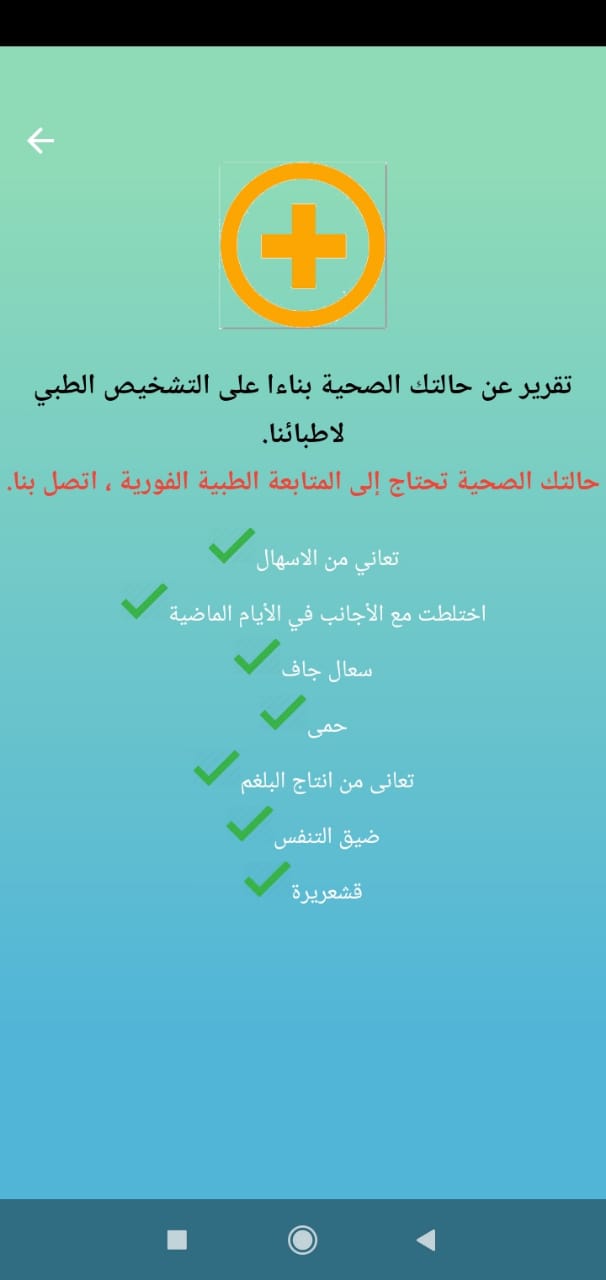 تقرير عن حالتك الصحية بناءا على التشخيص الطبي
لاطبائنا.
حالتك الصحية تحتاج إلى المتابعة الطبية الفورية ، اتصل بنا.
تعاني من الاسهال
اختلطت مع الأجانب في الأيام الماضية
سعال جاف
حمى
تعانى من انتاج البلغم
ضيق التنفس
قشعريرة